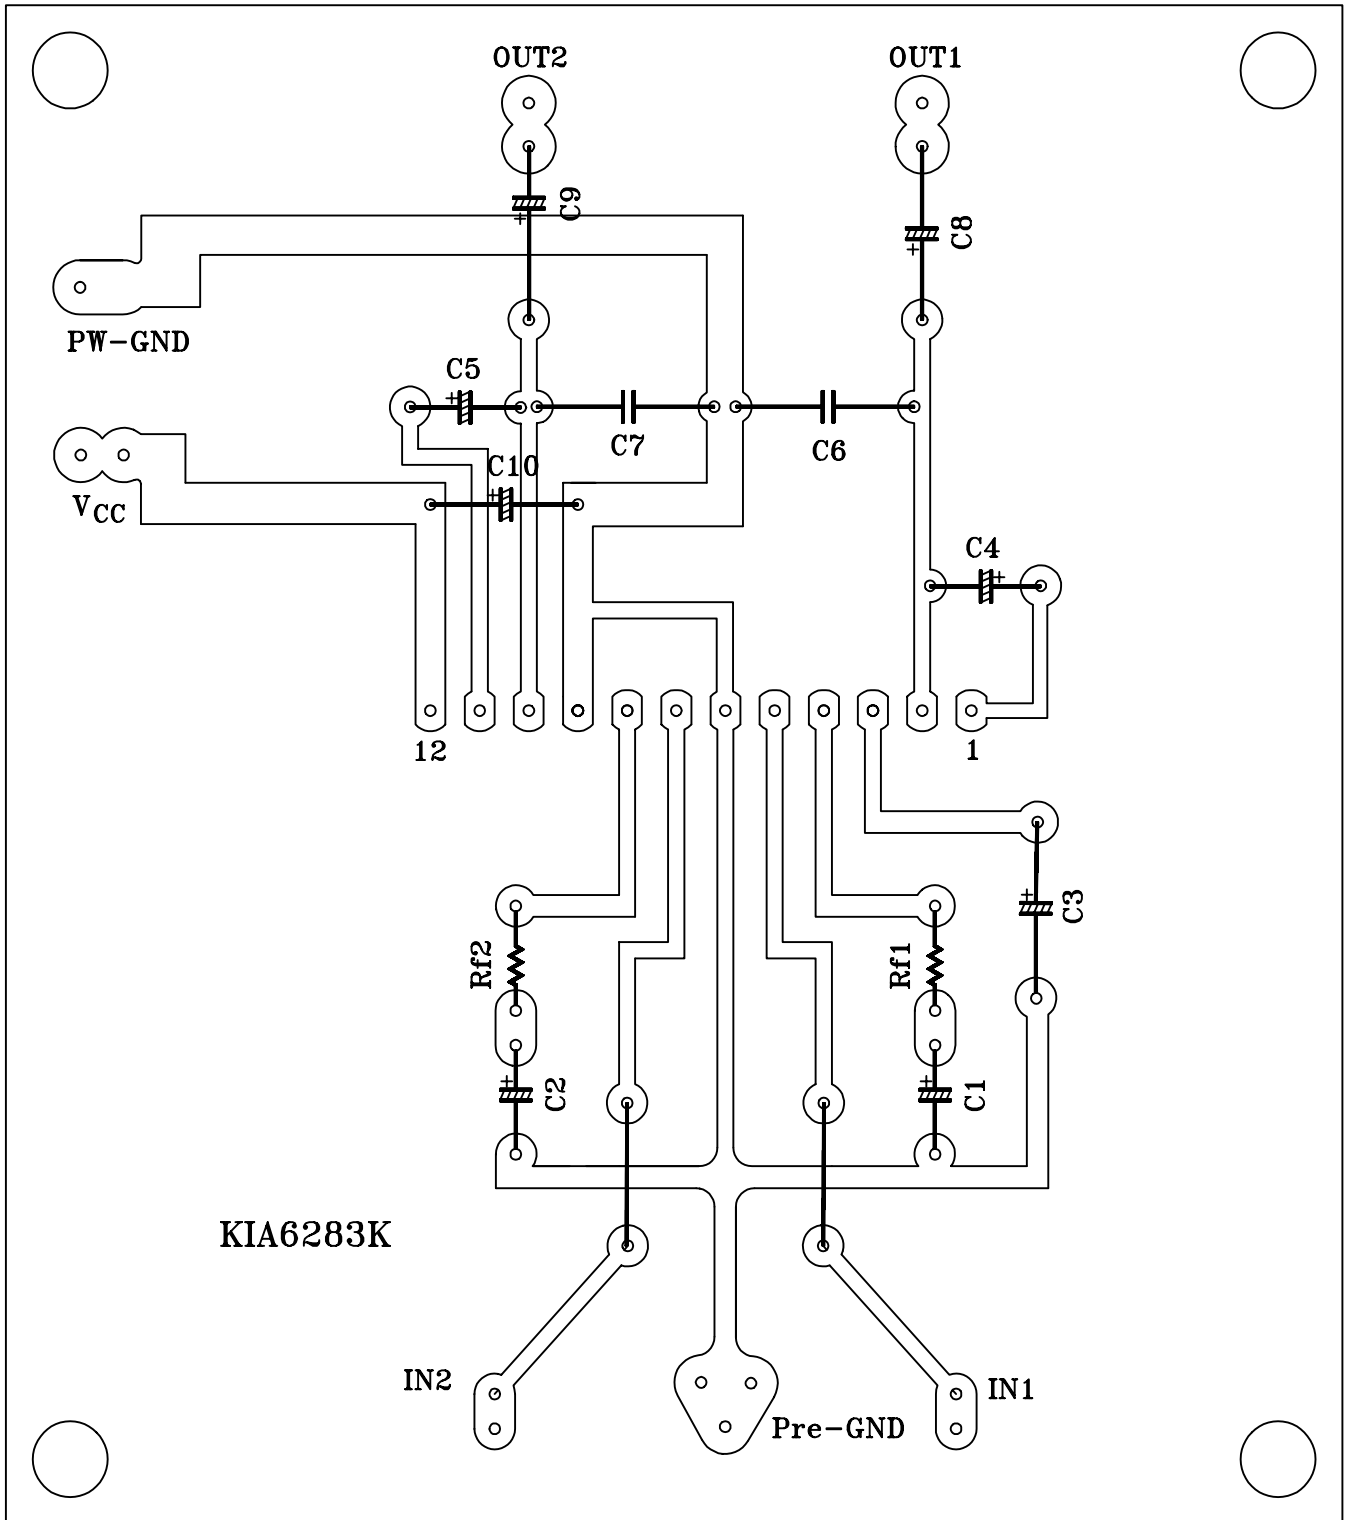 OUT2
OUT1
C9
C8
PW-GND
C5
C7
C6
C10
VCC
C4
12
1
C3
Rf2
Rf1
C2
C1
KIA6283K
IN2
IN1
Pre-GND